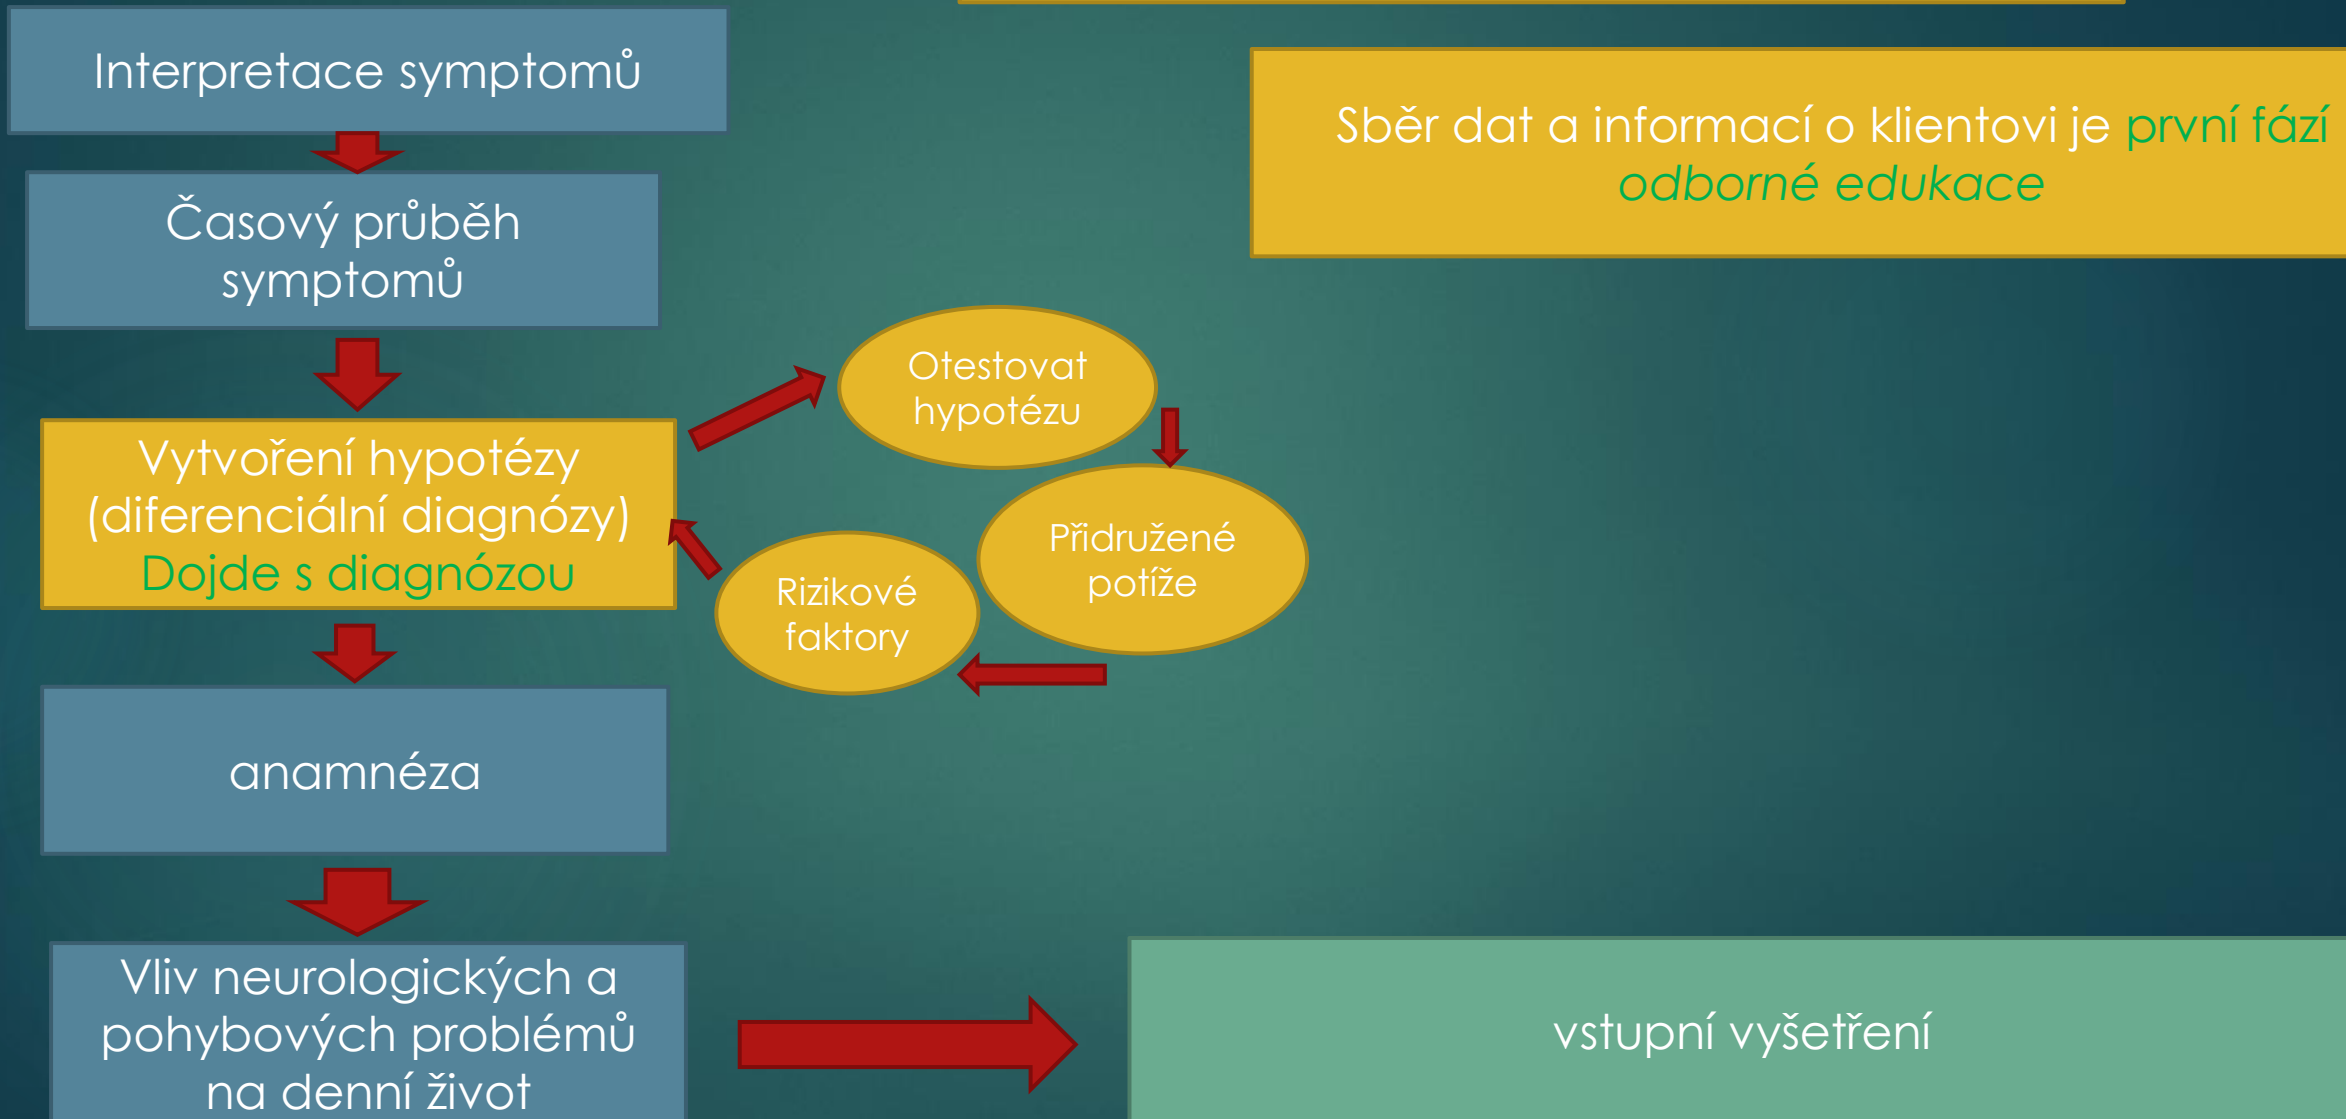 Interpretace symptomů
Sběr dat a informací o klientovi je první fází
odborné edukace
Časový průběh
symptomů
Otestovat
hypotézu
Vytvoření hypotézy
(diferenciální diagnózy)
Dojde s diagnózou
Přidružené
potíže
Rizikové
faktory
anamnéza
Vliv neurologických a
pohybových problémů
na denní život
vstupní vyšetření